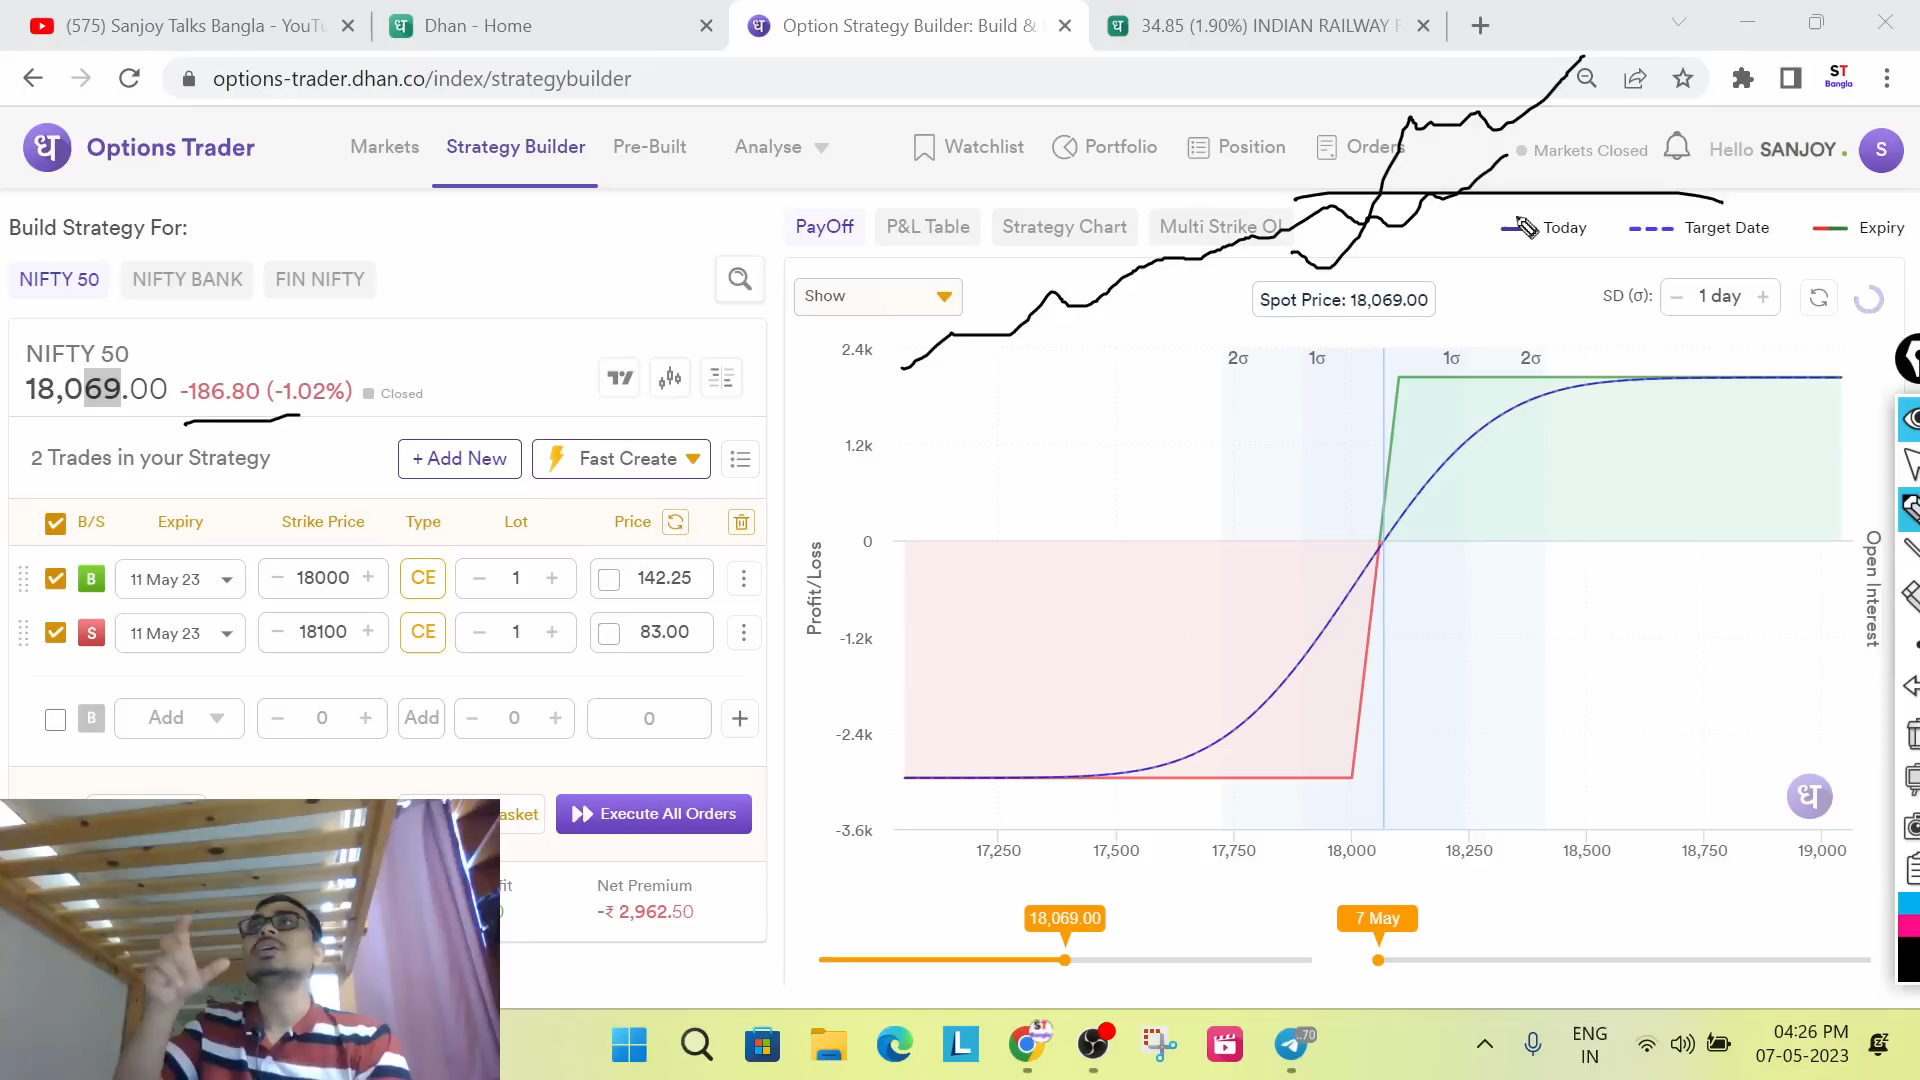 (575) Sanjoy Talks Bangla - YouTu
Dhan - Home
Option Strategy Builder: Build &
34.85 (1.90%) INDIAN RAILWAY F
options-trader.dhan.co/index/strategybuilder
ST
Bangla
ध
Options Trader
Markets
Strategy Builder
Pre-Built
Analyse
Watchlist
Portfolio
Position
Orders
Markets Closed
Hello SANJOY
S
Build Strategy For:
NIFTY 50
NIFTY BANK
FIN NIFTY
NIFTY 50
18,069.00 -186.80 (-1.02%) Closed
2 Trades in your Strategy
+ Add New
Fast Create
B/S Expiry Strike Price Type Lot Price
B 11 May 23 − 18000 + CE − 1 + 142.25
S 11 May 23 − 18100 + CE − 1 + 83.00
B Add − 0 + Add − 0 + 0 +
asket
Execute All Orders
Net Premium
-₹ 2,962.50
PayOff
P&L Table
Strategy Chart
Multi Strike OI
Today
Target Date
Expiry
Show
Spot Price: 18,069.00
SD (σ): − 1 day +
2σ 1σ 1σ 2σ
2.4k
1.2k
0
-1.2k
-2.4k
-3.6k
Profit/Loss
Open Interest
17,250 17,500 17,750 18,000 18,250 18,500 18,750 19,000
ध
18,069.00
7 May
L
ST
70
ENG
IN
04:26 PM
07-05-2023